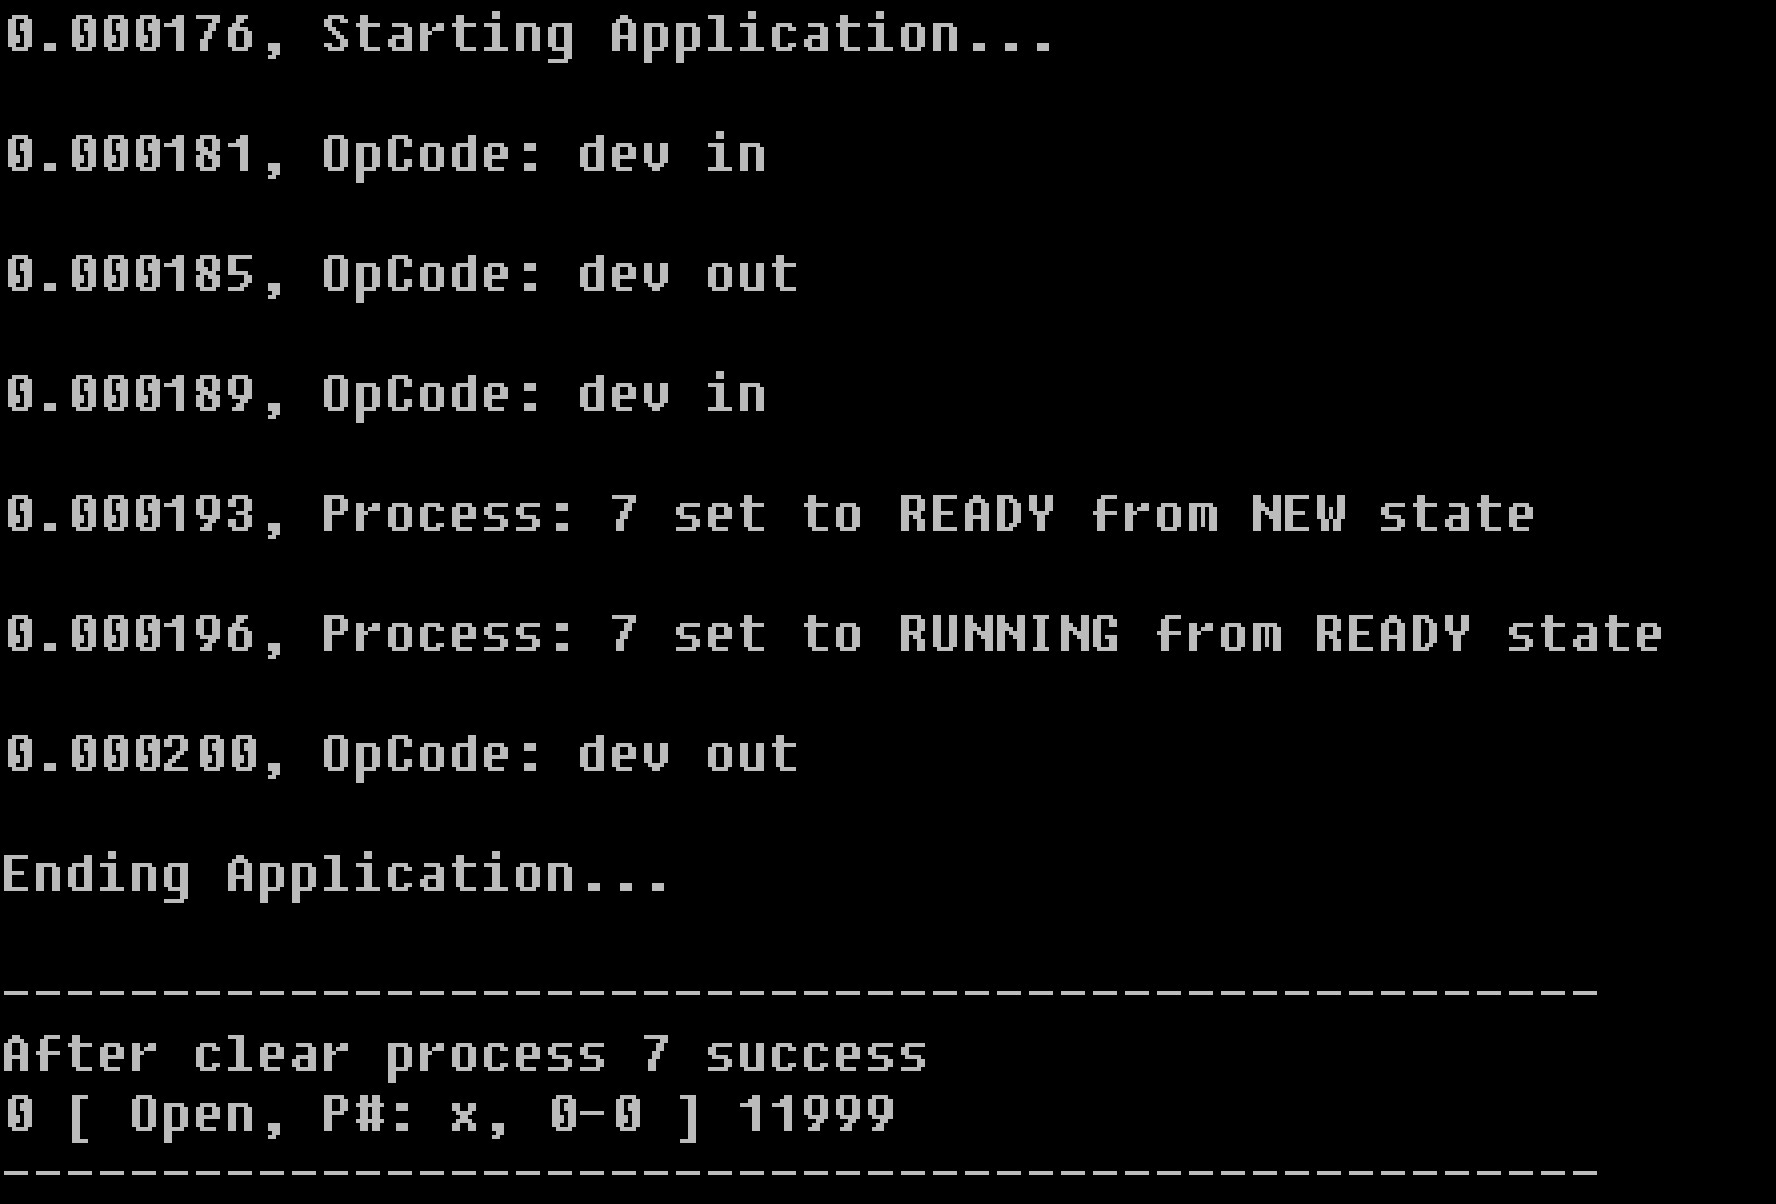 0.000176, Starting Application...
0.000181, OpCode: dev in
0.000185, OpCode: dev out
0.000189, OpCode: dev in
0.000193, Process: 7 set to READY from NEW state
0.000196, Process: 7 set to RUNNING from READY state
0.000200, OpCode: dev out
Ending Application...
--------------------------------------------------
After clear process 7 success
0 [ Open, P#: x, 0-0 ] 11999
--------------------------------------------------